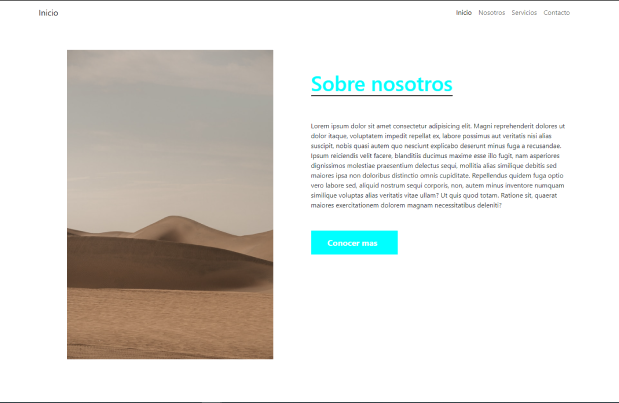 Inicio
Inicio Nosotros Servicios Contacto
Sobre nosotros
Lorem ipsum dolor sit amet consectetur adipisicing elit. Magni reprehenderit dolores ut
dolor itaque, voluptatem impedit repellat ex, labore possimus aut veritatis nisi alias
suscipit, nobis quasi autem quo nesciunt explicabo deserunt minus fuga a recusandae.
Ipsum reiciendis velit facere, blanditiis ducimus maxime esse illo fugit, nam asperiores
dignissimos molestiae praesentium delectus sequi, mollitia alias similique debitis sed
maiores ipsa non doloribus distinctio omnis cupiditate. Repellendus quidem fuga optio
vero labore sed, aliquid nostrum sequi corporis, non, autem minus inventore numquam
similique voluptas alias veritatis vitae ullam? Ut quis quod totam. Ratione sit, quaerat
maiores exercitationem dolorem magnam necessitatibus deleniti?
Conocer mas